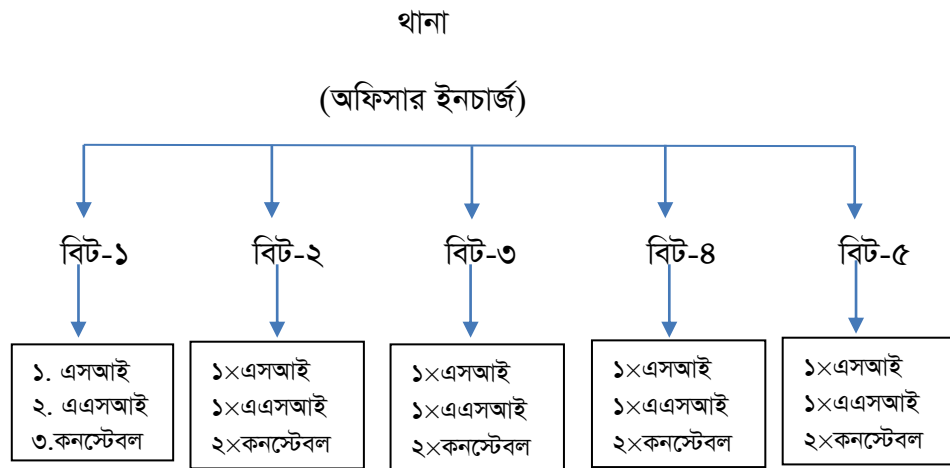 থানা
(অফিসার ইনচার্জ)
বিট-১
বিট-২
বিট-৩
বিট-৪
বিট-৫
১. এসআই
২. এএসআই
৩.কনস্টেবল
১×এসআই
১×এএসআই
২×কনস্টেবল
১×এসআই
১×এএসআই
২×কনস্টেবল
১×এসআই
১×এএসআই
২×কনস্টেবল
১×এসআই
১×এএসআই
২×কনস্টেবল